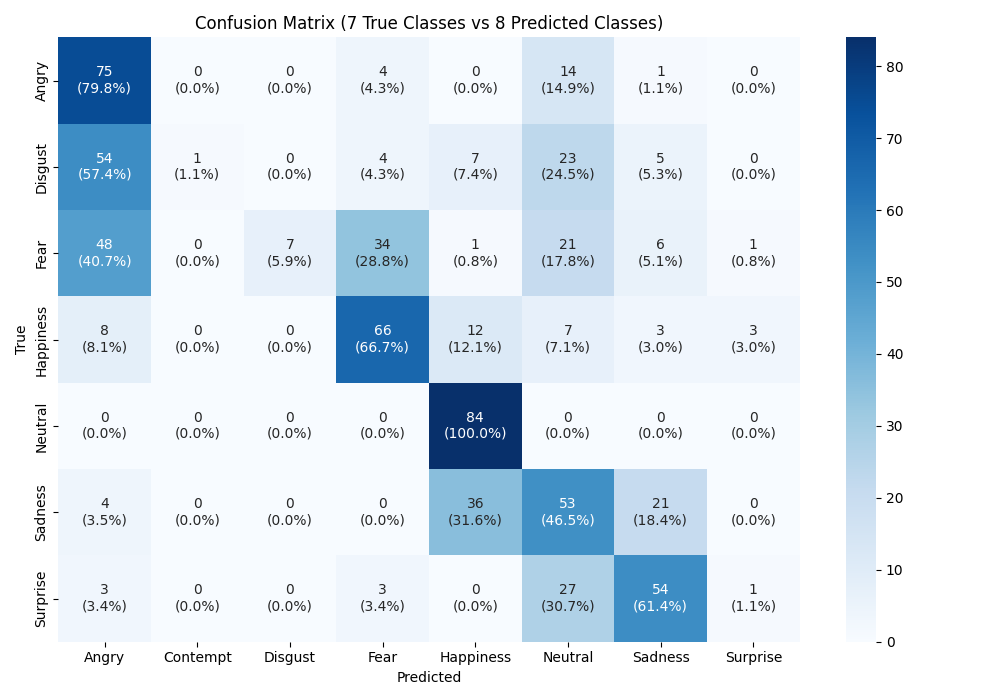 Confusion Matrix (7 True Classes vs 8 Predicted Classes)
75 0 0 4 0 14 1 0
Angry (79.8%) (0.0%) (0.0%) (4.3%) (0.0%) (14.9%) (1.1%) (0.0%)
54 1 0 4 7 23 5 0
Disgust (57.4%) (1.1%) (0.0%) (4.3%) (7.4%) (24.5%) (5.3%) (0.0%)
48 0 7 34 1 21 6 1
Fear (40.7%) (0.0%) (5.9%) (28.8%) (0.8%) (17.8%) (5.1%) (0.8%)
True
8 0 0 66 12 7 3 3
Happiness (8.1%) (0.0%) (0.0%) (66.7%) (12.1%) (7.1%) (3.0%) (3.0%)
0 0 0 0 84 0 0 0
Neutral (0.0%) (0.0%) (0.0%) (0.0%) (100.0%) (0.0%) (0.0%) (0.0%)
4 0 0 0 36 53 21 0
Sadness (3.5%) (0.0%) (0.0%) (0.0%) (31.6%) (46.5%) (18.4%) (0.0%)
3 0 0 3 0 27 54 1
Surprise (3.4%) (0.0%) (0.0%) (3.4%) (0.0%) (30.7%) (61.4%) (1.1%)
Angry Contempt Disgust Fear Happiness Neutral Sadness Surprise
Predicted
80
70
60
50
40
30
20
10
0